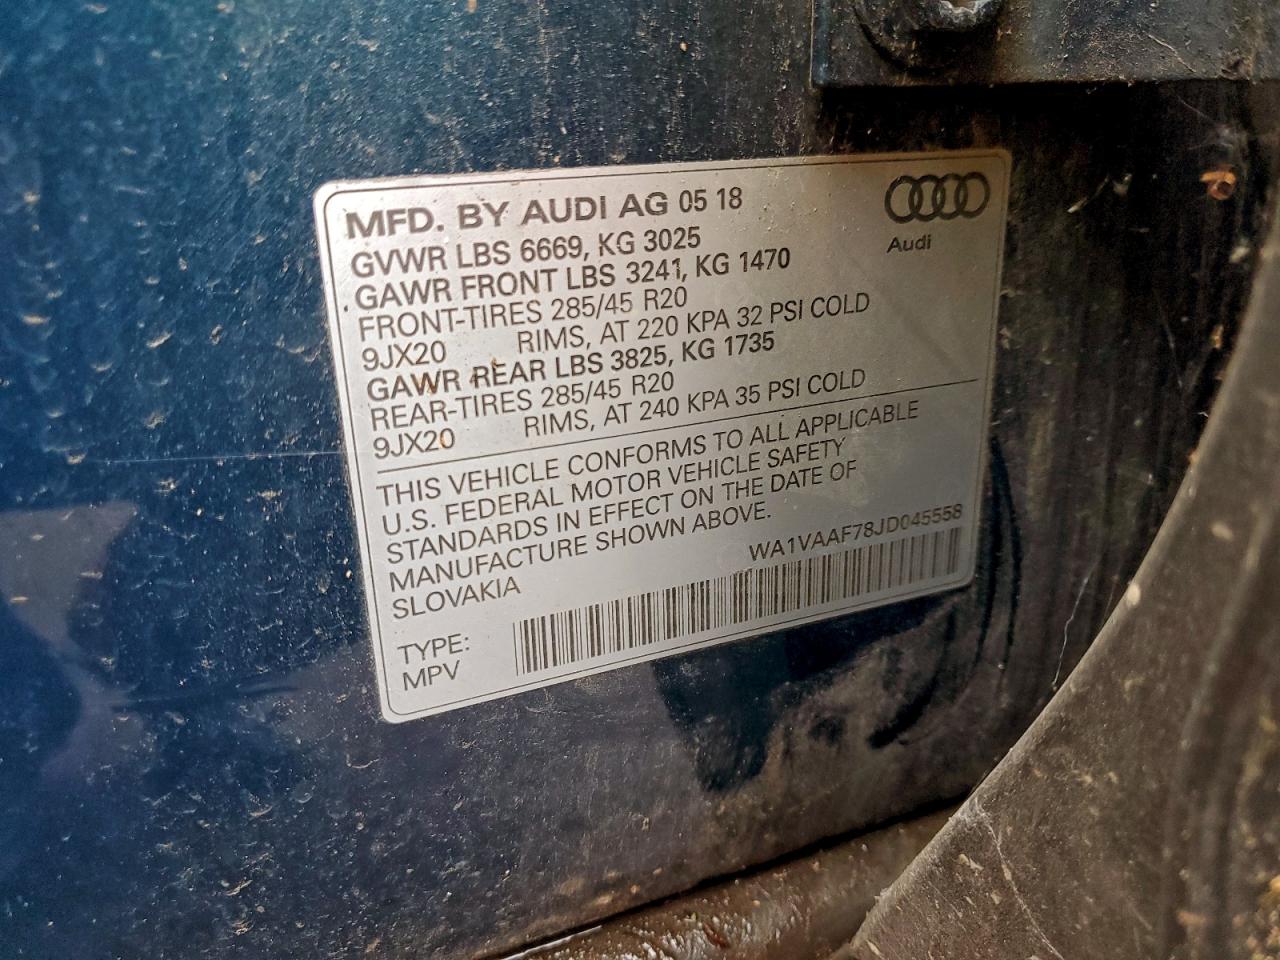 MFD. BY AUDI AG 05 18
Audi
GVWR LBS 6669, KG 3025
GAWR FRONT LBS 3241, KG 1470
FRONT-TIRES 285/45 R20
9JX20 RIMS, AT 220 KPA 32 PSI COLD
GAWR REAR LBS 3825, KG 1735
REAR-TIRES 285/45 R20
9JX20 RIMS, AT 240 KPA 35 PSI COLD
THIS VEHICLE CONFORMS TO ALL APPLICABLE
U.S. FEDERAL MOTOR VEHICLE SAFETY
STANDARDS IN EFFECT ON THE DATE OF
MANUFACTURE SHOWN ABOVE.
SLOVAKIA
WA1VAAF78JD045558
TYPE:
MPV